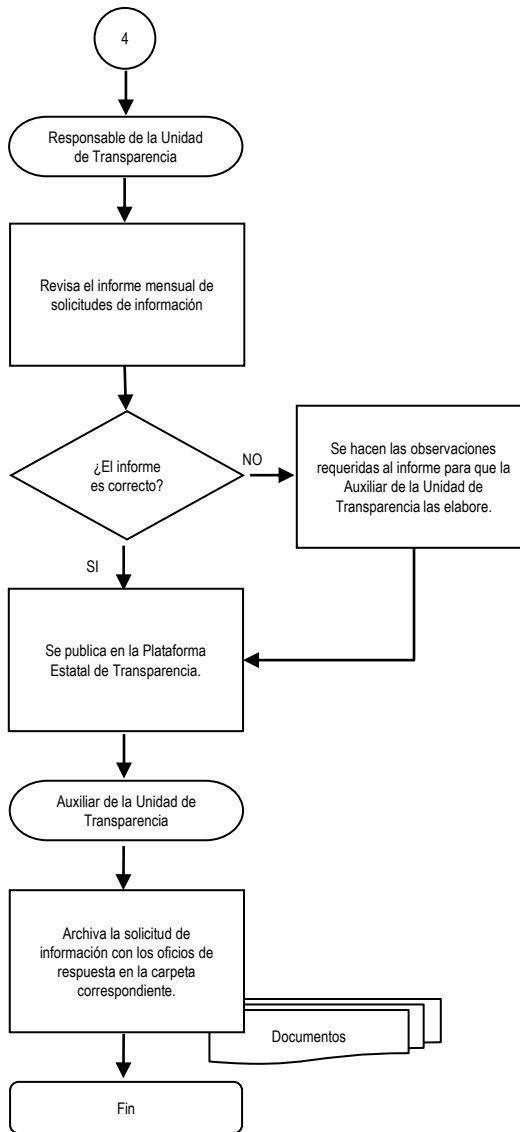 4
Responsable de la Unidad
de Transparencia
Revisa el informe mensual de
solicitudes de información
¿El informe
es correcto?
NO
Se hacen las observaciones
requeridas al informe para que la
Auxiliar de la Unidad de
Transparencia las elabore.
SI
Se publica en la Plataforma
Estatal de Transparencia.
Auxiliar de la Unidad de
Transparencia
Archiva la solicitud de
información con los oficios de
respuesta en la carpeta
correspondiente.
Documentos
Fin